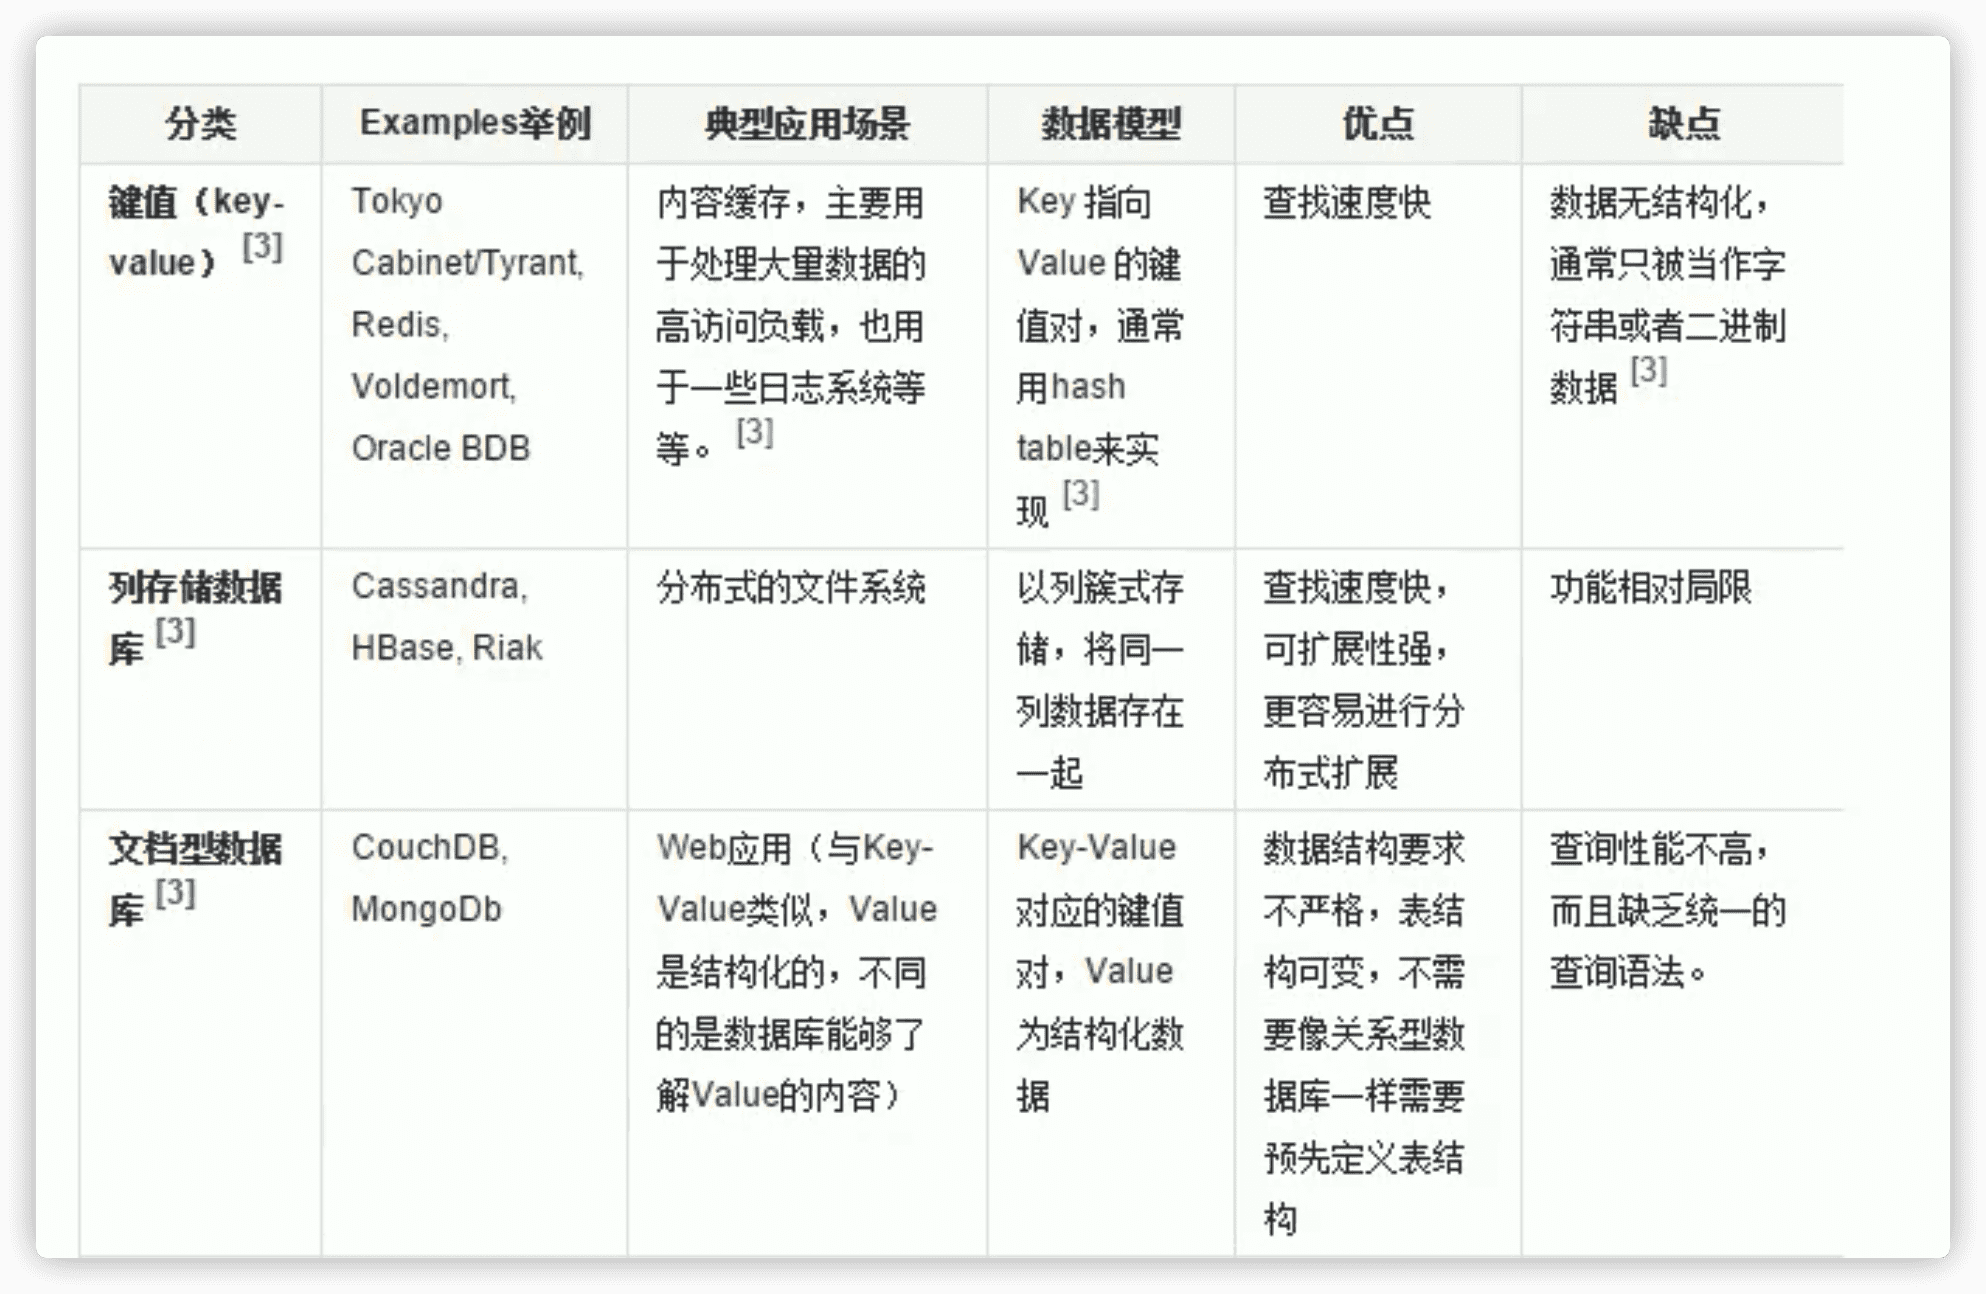 分类 Examples举例 典型应用场景 数据模型 优点 缺点
键值（key-
value）[3]
Tokyo
Cabinet/Tyrant,
Redis,
Voldemort,
Oracle BDB
内容缓存，主要用
于处理大量数据的
高访问负载，也用
于一些日志系统等
等。[3]
Key 指向
Value 的键
值对，通常
用hash
table来实
现[3]
查找速度快
数据无结构化，
通常只被当作字
符串或者二进制
数据[3]
列存储数据
库[3]
Cassandra,
HBase, Riak
分布式的文件系统
以列簇式存
储，将同一
列数据存在
一起
查找速度快，
可扩展性强，
更容易进行分
布式扩展
功能相对局限
文档型数据
库[3]
CouchDB,
MongoDb
Web应用（与Key-
Value类似，Value
是结构化的，不同
的是数据库能够了
解Value的内容）
Key-Value
对应的键值
对，Value
为结构化数
据
数据结构要求
不严格，表结
构可变，不需
要像关系型数
据库一样需要
预先定义表结
构
查询性能不高，
而且缺乏统一的
查询语法。